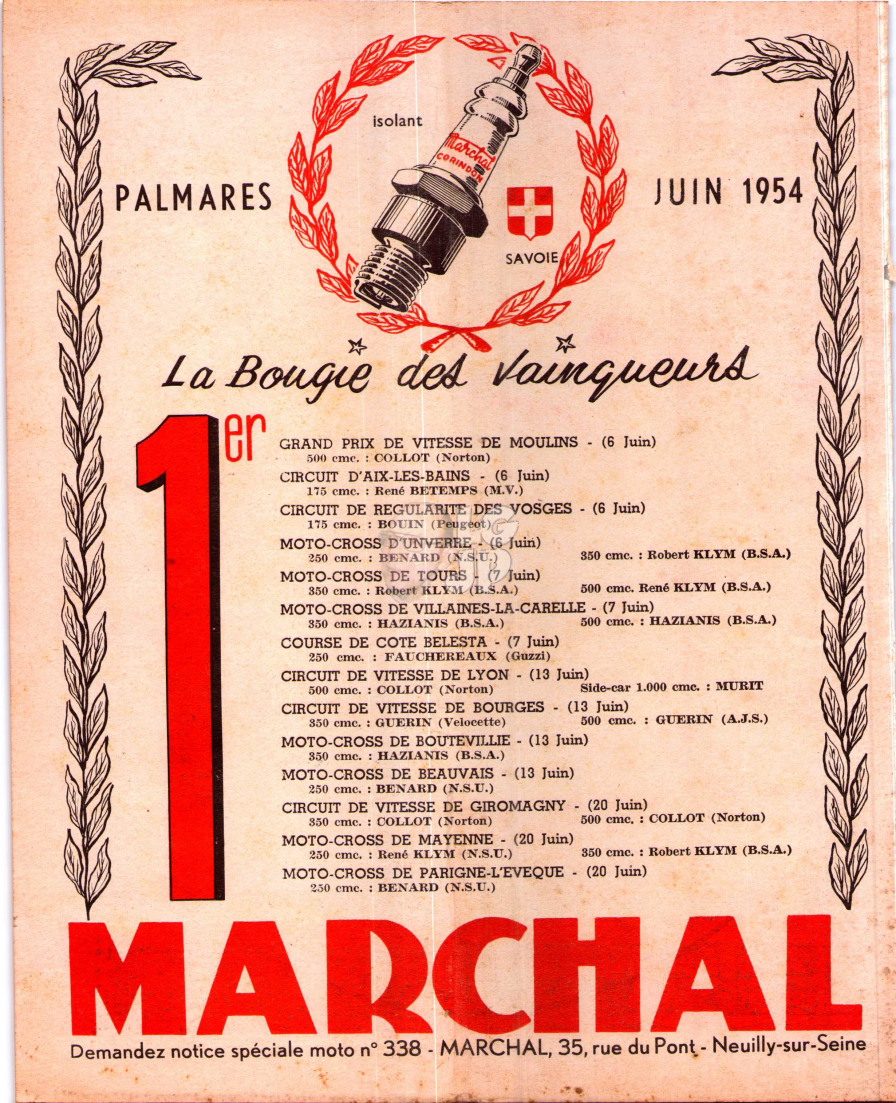 isolant
Marchal
CORINDON
PALMARES
JUIN 1954
SAVOIE
La Bougie des Vainqueurs
1er
GRAND PRIX DE VITESSE DE MOULINS - (6 Juin)
500 cmc. : COLLOT (Norton)
CIRCUIT D'AIX-LES-BAINS - (6 Juin)
175 cmc. : René BETEMPS (M.V.)
CIRCUIT DE REGULARITE DES VOSGES - (6 Juin)
175 cmc. : BOUIN (Peugeot)
MOTO-CROSS D'UNVERRE - (6 Juin)
250 cmc. : BENARD (N.S.U.) 350 cmc. : Robert KLYM (B.S.A.)
MOTO-CROSS DE TOURS - (7 Juin)
350 cmc. : Robert KLYM (B.S.A.) 500 cmc. René KLYM (B.S.A.)
MOTO-CROSS DE VILLAINES-LA-CARELLE - (7 Juin)
350 cmc. : HAZIANIS (B.S.A.) 500 cmc. : HAZIANIS (B.S.A.)
COURSE DE COTE BELESTA - (7 Juin)
250 cmc. : FAUCHEREAUX (Guzzi)
CIRCUIT DE VITESSE DE LYON - (13 Juin)
500 cmc. : COLLOT (Norton) Side-car 1.000 cmc. : MURIT
CIRCUIT DE VITESSE DE BOURGES - (13 Juin)
350 cmc. : GUERIN (Velocette) 500 cmc. : GUERIN (A.J.S.)
MOTO-CROSS DE BOUTEVILLIE - (13 Juin)
350 cmc. : HAZIANIS (B.S.A.)
MOTO-CROSS DE BEAUVAIS - (13 Juin)
250 cmc. : BENARD (N.S.U.)
CIRCUIT DE VITESSE DE GIROMAGNY - (20 Juin)
350 cmc. : COLLOT (Norton) 500 cmc. : COLLOT (Norton)
MOTO-CROSS DE MAYENNE - (20 Juin)
250 cmc. : René KLYM (N.S.U.) 350 cmc. : Robert KLYM (B.S.A.)
MOTO-CROSS DE PARIGNE-L'EVEQUE - (20 Juin)
250 cmc. : BENARD (N.S.U.)
MARCHAL
Demandez notice spéciale moto n° 338 - MARCHAL, 35, rue du Pont - Neuilly-sur-Seine